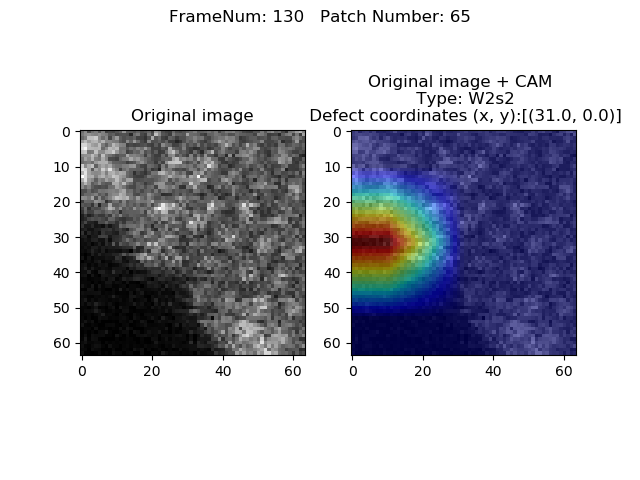 FrameNum: 130   Patch Number: 65
Original image
Original image + CAM
Type: W2s2
Defect coordinates (x, y):[(31.0, 0.0)]
0
10
20
30
40
50
60
0 20 40 60
0
10
20
30
40
50
60
0 20 40 60